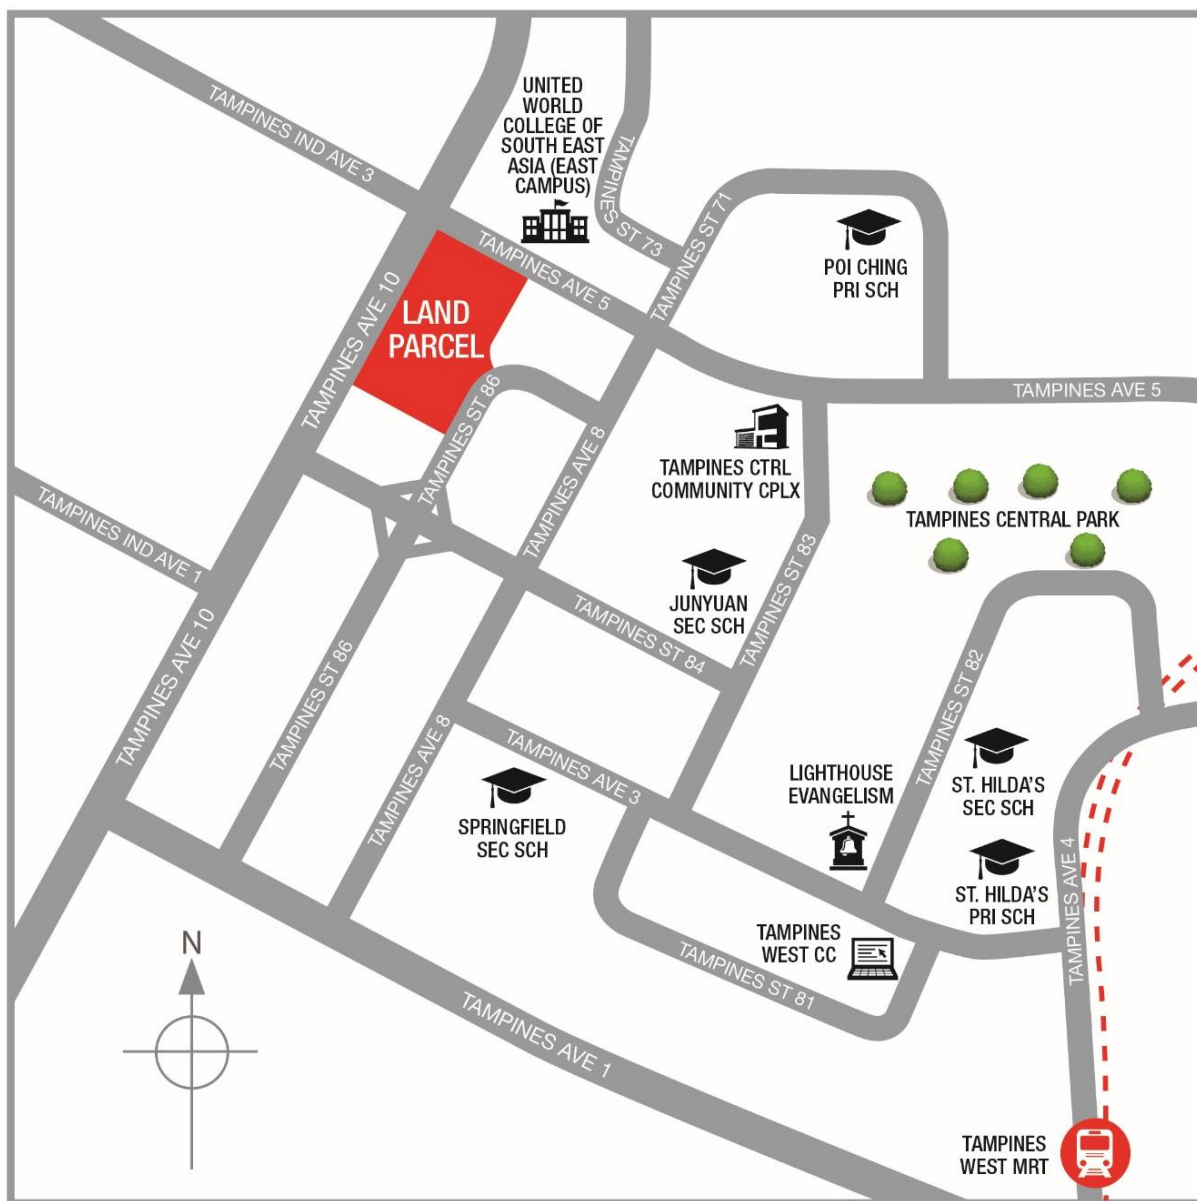 TAMPINES IND AVE 3
UNITED
WORLD
COLLEGE OF
SOUTH EAST
ASIA (EAST
CAMPUS)
TAMPINES ST 73
TAMPINES ST 71
POI CHING
PRI SCH
TAMPINES AVE 5
TAMPINES AVE 10
LAND
PARCEL
TAMPINES ST 86
TAMPINES AVE 5
TAMPINES AVE 8
TAMPINES CTRL
COMMUNITY CPLX
TAMPINES CENTRAL PARK
TAMPINES IND AVE 1
TAMPINES ST 83
JUNYUAN
SEC SCH
TAMPINES ST 84
TAMPINES AVE 10
TAMPINES ST 86
TAMPINES ST 82
TAMPINES AVE 8
TAMPINES AVE 3
SPRINGFIELD
SEC SCH
LIGHTHOUSE
EVANGELISM
ST. HILDA'S
SEC SCH
ST. HILDA'S
PRI SCH
TAMPINES AVE 4
TAMPINES
WEST CC
TAMPINES ST 81
N
TAMPINES AVE 1
TAMPINES
WEST MRT